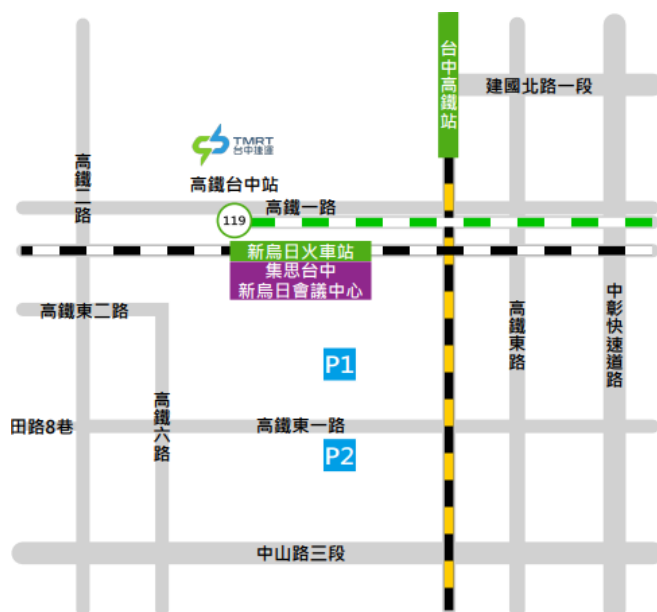 台中高鐵站
建國北路一段
TMRT
台中捷運
高鐵台中站
高鐵二路
高鐵一路
119
新烏日火車站
集思台中
新烏日會議中心
高鐵東二路
高鐵東路
中彰快速道路
P1
高鐵六路
田路8巷
高鐵東一路
P2
中山路三段